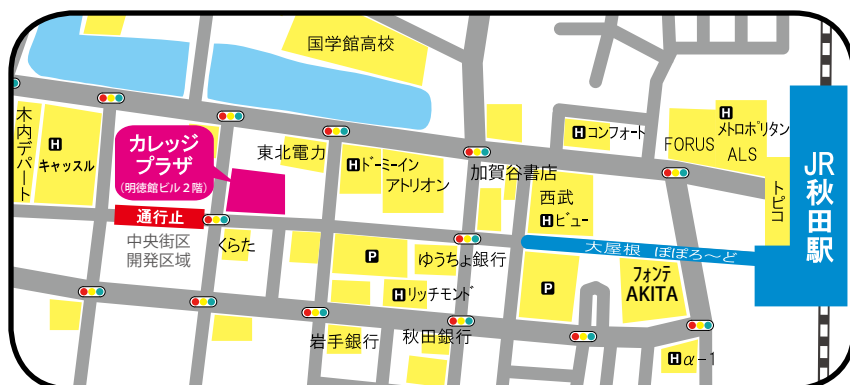 国学館高校
木内デパート
H
キャッスル
カレッジ
プラザ
(明徳館ビル2階)
東北電力
H ドーミーイン
アトリオン
加賀谷書店
H コンフォート
FORUS
H
メトロポリタン
ALS
トピコ
JR秋田駅
西武
H ビュー
通行止
中央街区
開発区域
くらた
P
ゆうちょ銀行
大屋根 ぽぽろ〜ど
フォンテ
AKITA
P
H リッチモンド
岩手銀行
秋田銀行
H α-1